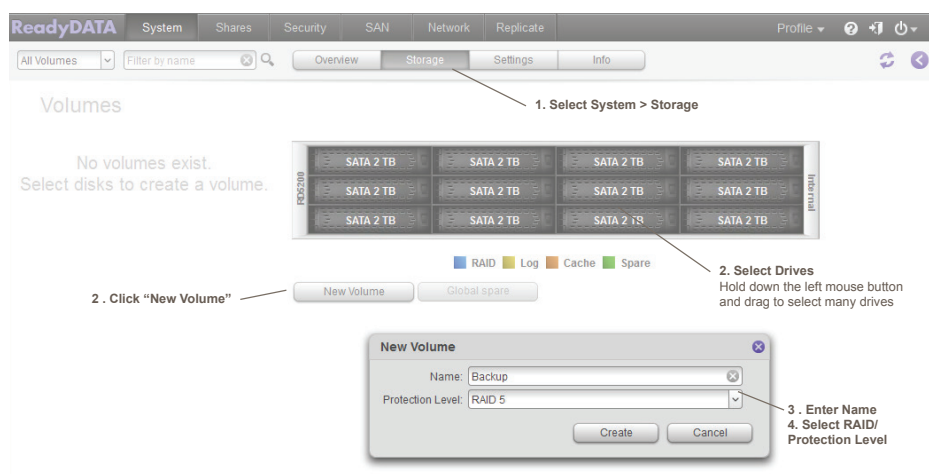 ReadyDATA System Shares Security SAN Network Replicate Profile
All Volumes Filter by name Overview Storage Settings Info
1. Select System > Storage
Volumes
No volumes exist.
Select disks to create a volume.
RD5200
SATA 2 TB SATA 2 TB SATA 2 TB SATA 2 TB
SATA 2 TB SATA 2 TB SATA 2 TB SATA 2 TB
SATA 2 TB SATA 2 TB SATA 2 TB SATA 2 TB
Internal
RAID Log Cache Spare
2. Select Drives
Hold down the left mouse button
and drag to select many drives
2 . Click “New Volume”
New Volume Global spare
New Volume
Name: Backup
Protection Level: RAID 5
Create Cancel
3 . Enter Name
4. Select RAID/
Protection Level